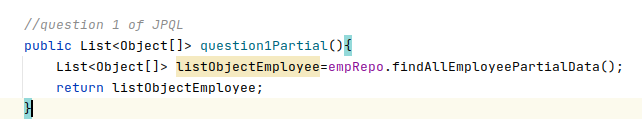 //question 1 of JPQL
public List<Object[]> question1Partial(){
    List<Object[]> listObjectEmployee=empRepo.findAllEmployeePartialData();
    return listObjectEmployee;
}